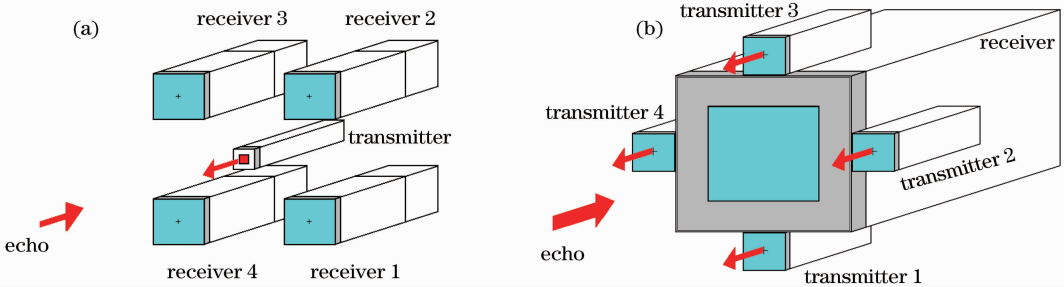 (a)
receiver 3
receiver 2
transmitter
echo
receiver 4
receiver 1
(b)
transmitter 3
receiver
transmitter 4
transmitter 2
echo
transmitter 1